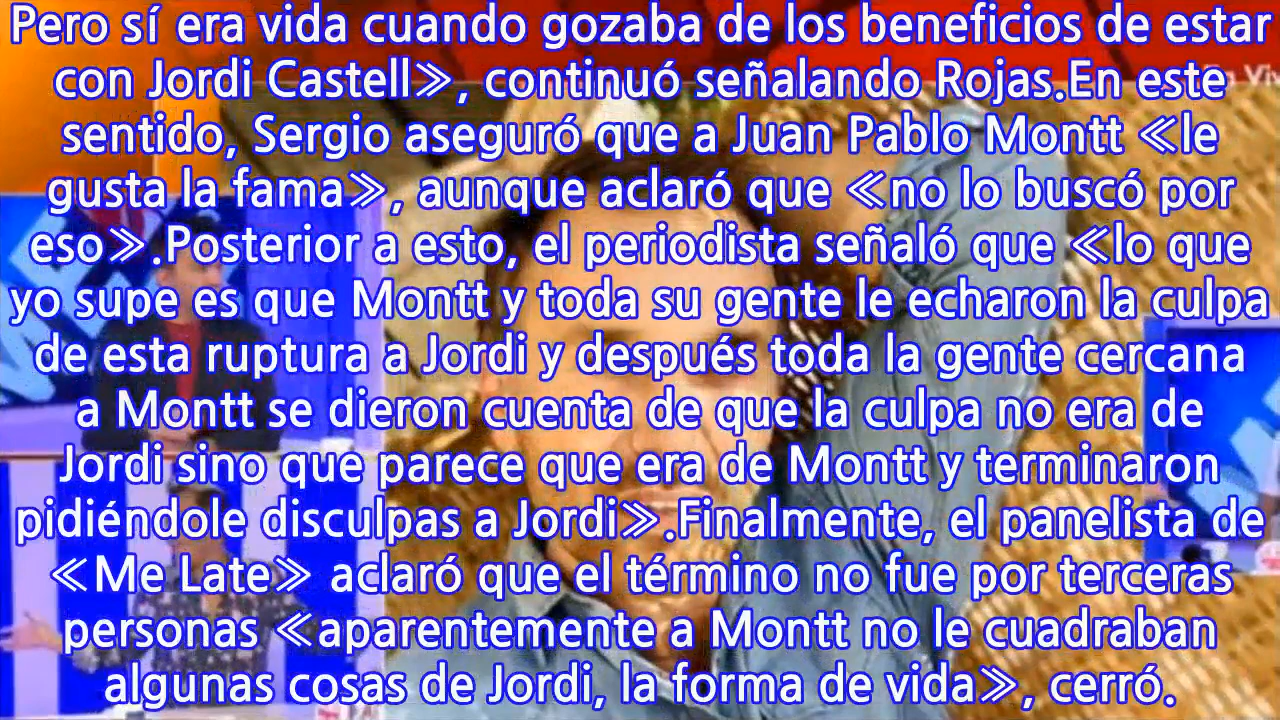 Pero sí era vida cuando gozaba de los beneficios de estar
con Jordi Castell≫, continuó señalando Rojas.En este
sentido, Sergio aseguró que a Juan Pablo Montt ≪le
gusta la fama≫, aunque aclaró que ≪no lo buscó por
eso≫.Posterior a esto, el periodista señaló que ≪lo que
yo supe es que Montt y toda su gente le echaron la culpa
de esta ruptura a Jordi y después toda la gente cercana
a Montt se dieron cuenta de que la culpa no era de
Jordi sino que parece que era de Montt y terminaron
pidiéndole disculpas a Jordi≫.Finalmente, el panelista de
≪Me Late≫ aclaró que el término no fue por terceras
personas ≪aparentemente a Montt no le cuadraban
algunas cosas de Jordi, la forma de vida≫, cerró.